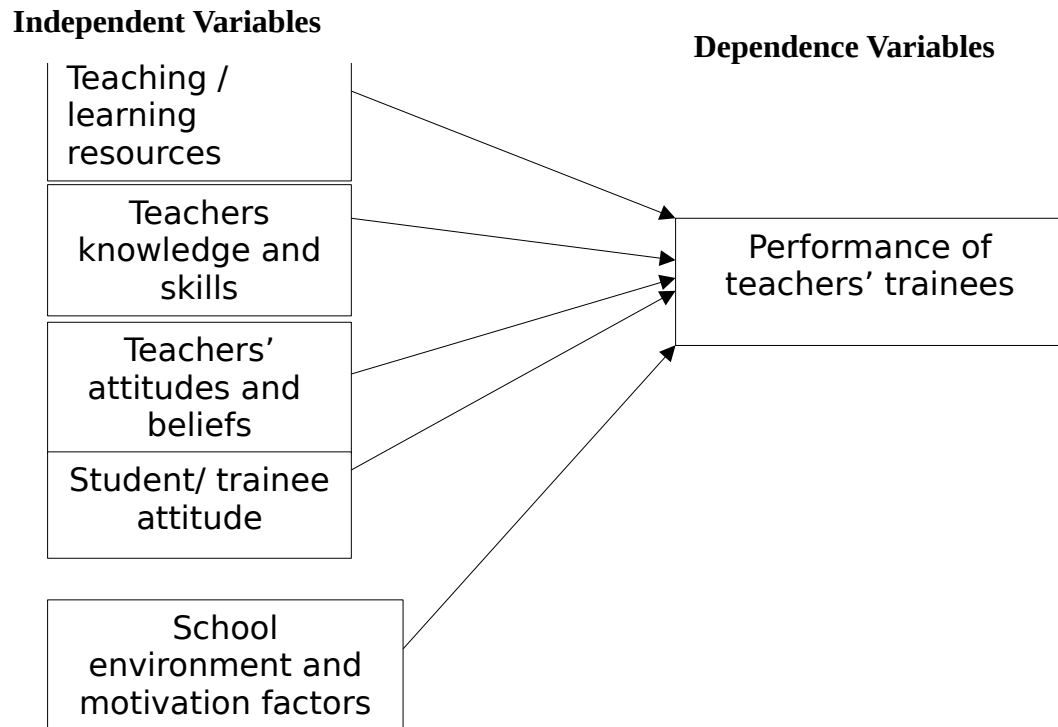 Independent Variables
Dependence Variables
Teaching /
learning
resources
Teachers
knowledge and
skills
Teachers’
attitudes and
beliefs
Student/ trainee
attitude
School
environment and
motivation factors
Performance of
teachers’ trainees